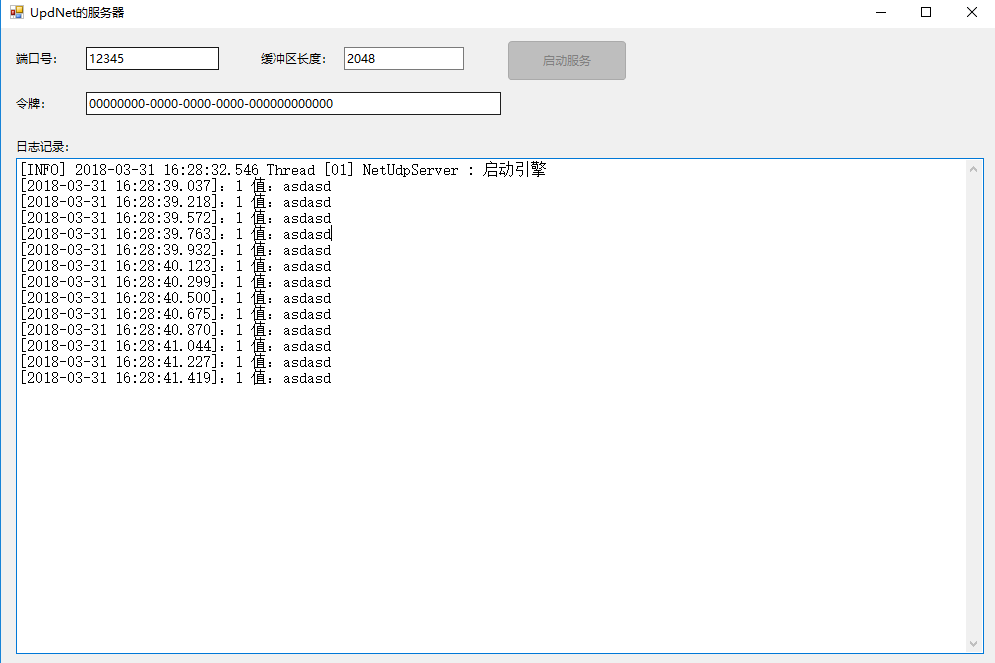 UpdNet的服务器
端口号： 12345 缓冲区长度： 2048 启动服务
令牌： 00000000-0000-0000-0000-000000000000
日志记录：
[INFO] 2018-03-31 16:28:32.546 Thread [01] NetUdpServer : 启动引擎
[2018-03-31 16:28:39.037]：1 值：asdasd
[2018-03-31 16:28:39.218]：1 值：asdasd
[2018-03-31 16:28:39.572]：1 值：asdasd
[2018-03-31 16:28:39.763]：1 值：asdasd
[2018-03-31 16:28:39.932]：1 值：asdasd
[2018-03-31 16:28:40.123]：1 值：asdasd
[2018-03-31 16:28:40.299]：1 值：asdasd
[2018-03-31 16:28:40.500]：1 值：asdasd
[2018-03-31 16:28:40.675]：1 值：asdasd
[2018-03-31 16:28:40.870]：1 值：asdasd
[2018-03-31 16:28:41.044]：1 值：asdasd
[2018-03-31 16:28:41.227]：1 值：asdasd
[2018-03-31 16:28:41.419]：1 值：asdasd